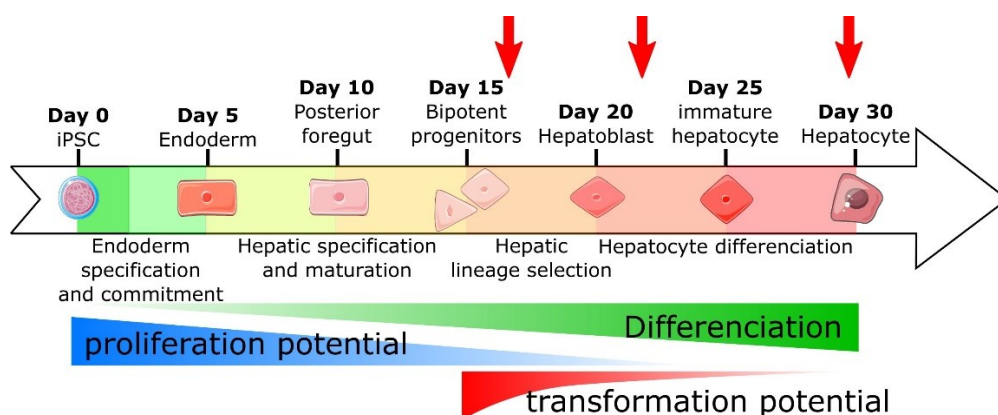 Day 0
iPSC
Day 5
Endoderm
Day 10
Posterior
foregut
Day 15
Bipotent
progenitors
Day 20
Hepatoblast
Day 25
immature
hepatocyte
Day 30
Hepatocyte
Endoderm
specification
and commitment
Hepatic specification
and maturation
Hepatic
lineage selection
Hepatocyte differenciation
Differenciation
proliferation potential
transformation potential